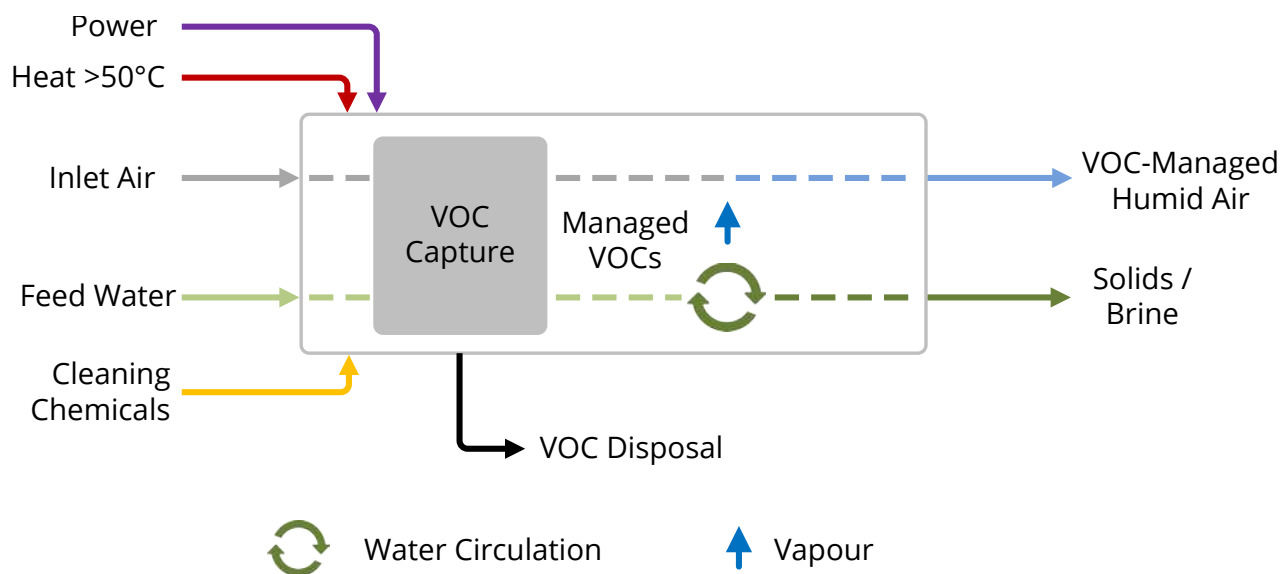 Power
Heat >50°C
Inlet Air
VOC
Capture
Managed
VOCs
VOC-Managed
Humid Air
Feed Water
Solids /
Brine
Cleaning
Chemicals
VOC Disposal
Water Circulation
Vapour